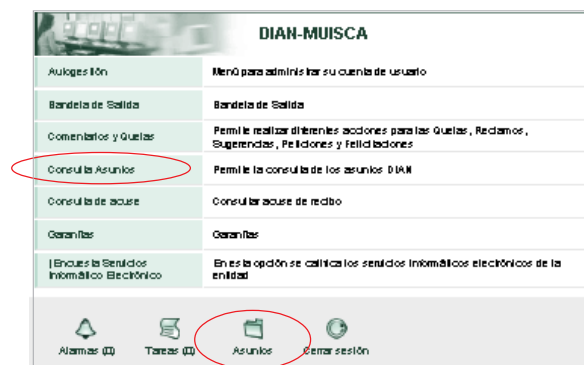 DIAN-MUISCA
Autogestión
Menú para administrar su cuenta de usuario
Bandeja de Salida
Bandeja de Salida
Comentarios y Quejas
Permite realizar diferentes acciones para las Quejas, Reclamos,
Sugerencias, Peticiones y Felicitaciones
Consulta Asuntos
Permite la consulta de los asuntos DIAN
Consulta de acuse
Consultar acuse de recibo
Garantías
Garantías
|Encuesta Servicios
Informático Electrónico
En esta opción se califica los servicios informáticos electrónicos de la
entidad
Alarmas (0)
Tareas (0)
Asuntos
Cerrar sesión